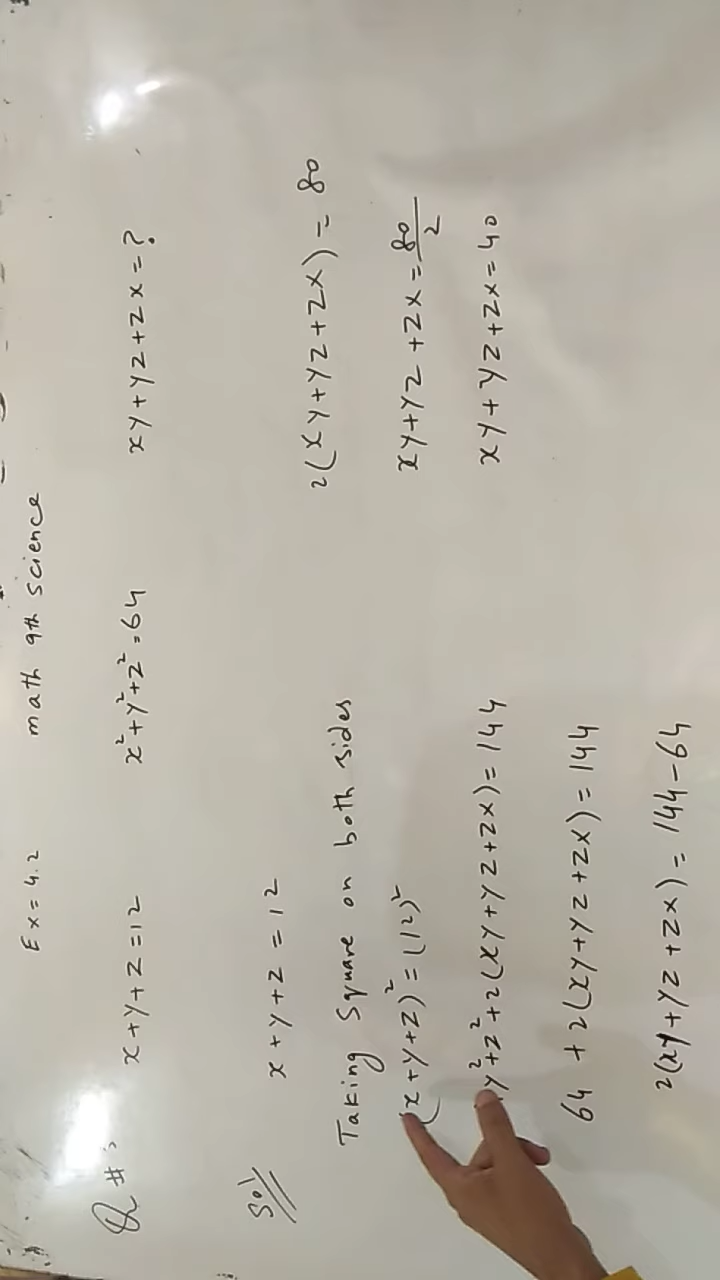 Ex = 4.2 math 9th science
Q # x+y+z=12 x²+y²+z²=64 xy+yz+zx=?
Sol x+y+z = 12
Taking Square on both sides
(x+y+z)² = (12)²
y²+z²+2(xy+yz+zx) = 144
64 + 2(xy+yz+zx) = 144
2(xy+yz+zx) = 144-64
2(xy+yz+zx) = 80
xy+yz+zx = 80/2
xy+yz+zx = 40